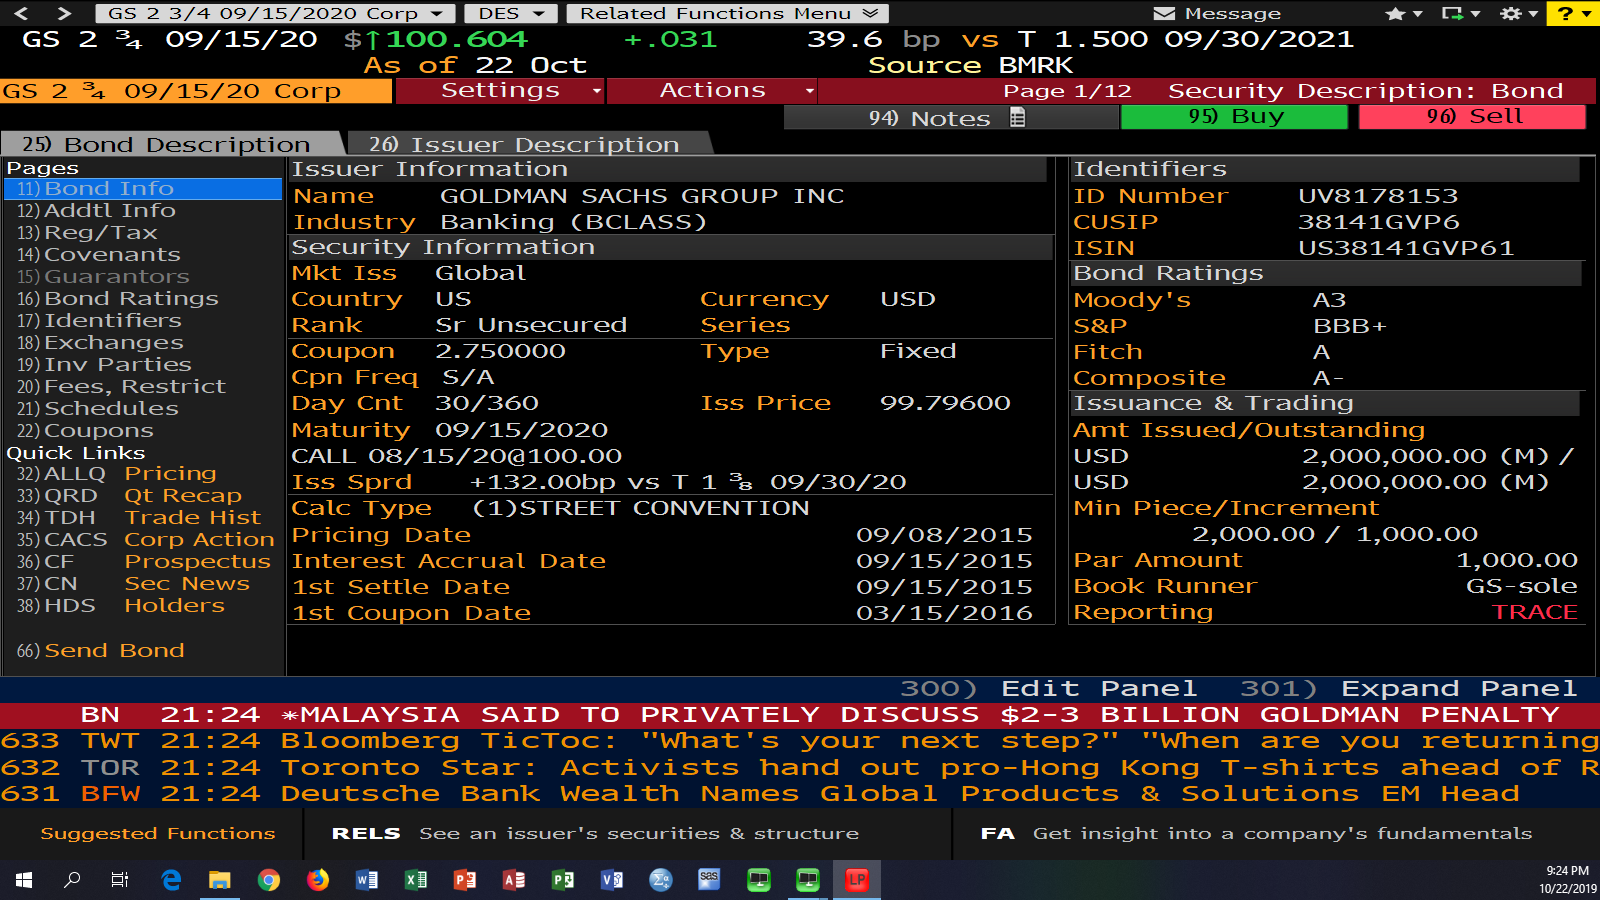 < > GS 2 3/4 09/15/2020 Corp DES Related Functions Menu Message ?
GS 2 ¾ 09/15/20 $↑100.604 +.031 39.6 bp vs T 1.500 09/30/2021
As of 22 Oct Source BMRK
GS 2 ¾ 09/15/20 Corp Settings Actions Page 1/12 Security Description: Bond
94) Notes 95) Buy 96) Sell
25) Bond Description 26) Issuer Description
Pages
11) Bond Info
12) Addtl Info
13) Reg/Tax
14) Covenants
15) Guarantors
16) Bond Ratings
17) Identifiers
18) Exchanges
19) Inv Parties
20) Fees, Restrict
21) Schedules
22) Coupons
Quick Links
32) ALLQ Pricing
33) QRD Qt Recap
34) TDH Trade Hist
35) CACS Corp Action
36) CF Prospectus
37) CN Sec News
38) HDS Holders
66) Send Bond
Issuer Information
Name GOLDMAN SACHS GROUP INC
Industry Banking (BCLASS)
Security Information
Mkt Iss Global
Country US Currency USD
Rank Sr Unsecured Series
Coupon 2.750000 Type Fixed
Cpn Freq S/A
Day Cnt 30/360 Iss Price 99.79600
Maturity 09/15/2020
CALL 08/15/20@100.00
Iss Sprd +132.00bp vs T 1 ⅜ 09/30/20
Calc Type (1)STREET CONVENTION
Pricing Date 09/08/2015
Interest Accrual Date 09/15/2015
1st Settle Date 09/15/2015
1st Coupon Date 03/15/2016
Identifiers
ID Number UV8178153
CUSIP 38141GVP6
ISIN US38141GVP61
Bond Ratings
Moody's A3
S&P BBB+
Fitch A
Composite A-
Issuance & Trading
Amt Issued/Outstanding
USD 2,000,000.00 (M) /
USD 2,000,000.00 (M)
Min Piece/Increment
2,000.00 / 1,000.00
Par Amount 1,000.00
Book Runner GS-sole
Reporting TRACE
300) Edit Panel 301) Expand Panel
BN 21:24 *MALAYSIA SAID TO PRIVATELY DISCUSS $2-3 BILLION GOLDMAN PENALTY
633 TWT 21:24 Bloomberg TicToc: "What's your next step?" "When are you returning
632 TOR 21:24 Toronto Star: Activists hand out pro-Hong Kong T-shirts ahead of R
631 BFW 21:24 Deutsche Bank Wealth Names Global Products & Solutions EM Head
Suggested Functions RELS See an issuer's securities & structure FA Get insight into a company's fundamentals
sas LP
9:24 PM
10/22/2019